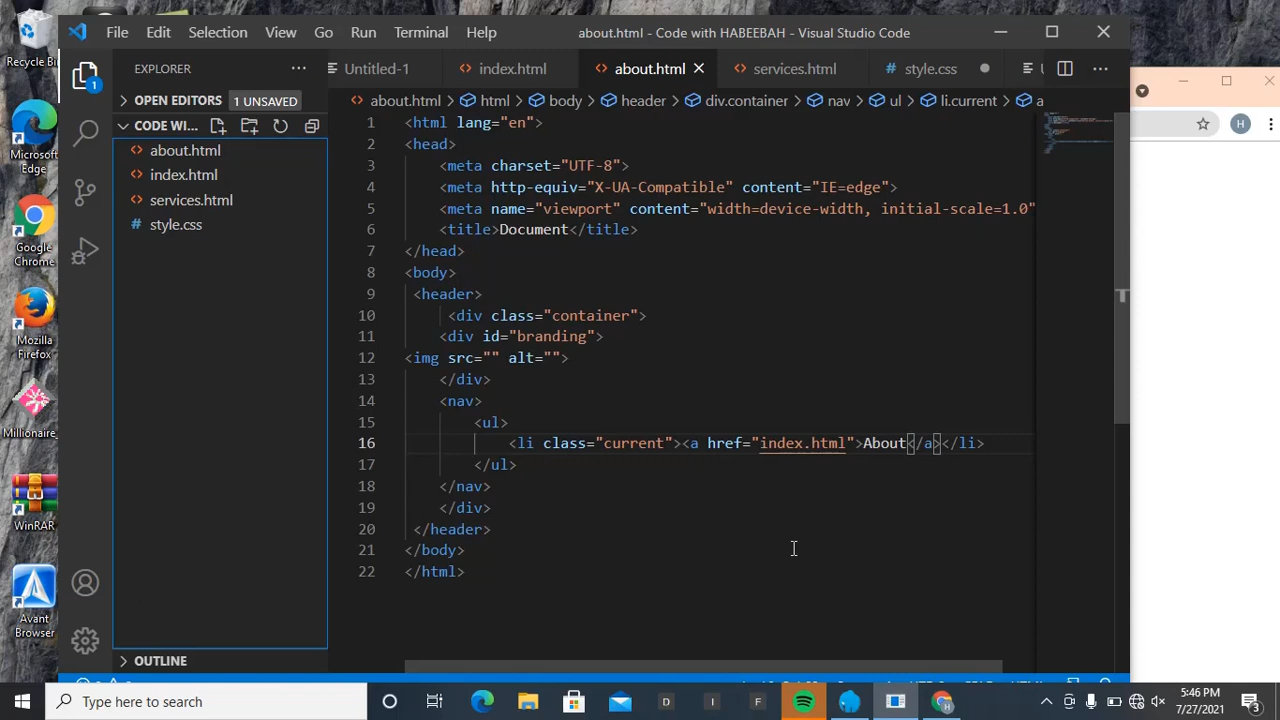 Recycle Bin
Microsoft Edge
Google Chrome
Mozilla Firefox
Millionaire_
WinRAR
Avant Browser
File Edit Selection View Go Run Terminal Help
about.html - Code with HABEEBAH - Visual Studio Code
EXPLORER
Untitled-1 index.html about.html services.html style.css
OPEN EDITORS 1 UNSAVED
about.html > html > body > header > div.container > nav > ul > li.current > a
CODE WI...
1
about.html
index.html
services.html
style.css
1 <html lang="en">
2 <head>
3 <meta charset="UTF-8">
4 <meta http-equiv="X-UA-Compatible" content="IE=edge">
5 <meta name="viewport" content="width=device-width, initial-scale=1.0"
6 <title>Document</title>
7 </head>
8 <body>
9 <header>
10 <div class="container">
11 <div id="branding">
12 <img src="" alt="">
13 </div>
14 <nav>
15 <ul>
16 <li class="current"><a href="index.html">About</a></li>
17 </ul>
18 </nav>
19 </div>
20 </header>
21 </body>
22 </html>
OUTLINE
H
Type here to search
D I F
5:46 PM
7/27/2021
3